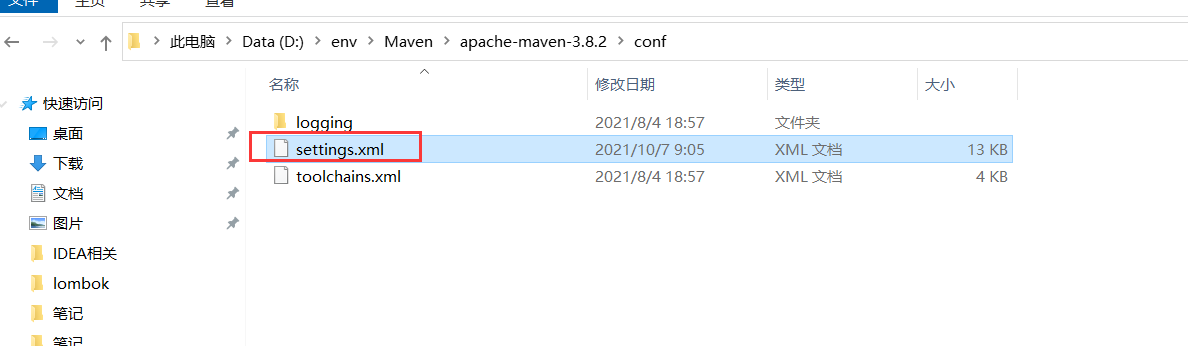 文件 主页 共享 查看
此电脑 Data (D:) env Maven apache-maven-3.8.2 conf
名称 修改日期 类型 大小
快速访问
logging 2021/8/4 18:57 文件夹
桌面
settings.xml 2021/10/7 9:05 XML 文档 13 KB
下载
toolchains.xml 2021/8/4 18:57 XML 文档 4 KB
文档
图片
IDEA相关
lombok
笔记
笔记